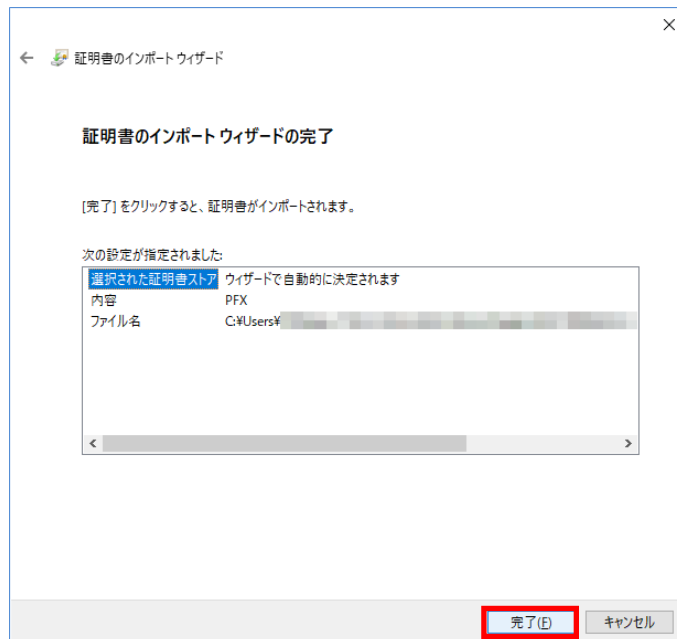 証明書のインポート ウィザード
証明書のインポート ウィザードの完了
[完了] をクリックすると、証明書がインポートされます。
次の設定が指定されました:
選択された証明書ストア ウィザードで自動的に決定されます
内容 PFX
ファイル名 C:¥Users¥
完了(F) キャンセル